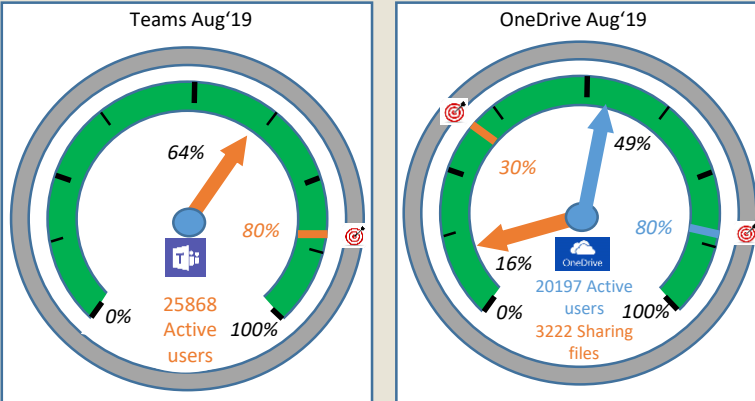 Teams Aug‘19
64%
80%
0%
100%
25868
Active
users
OneDrive Aug‘19
49%
30%
80%
16%
OneDrive
0%
100%
20197 Active
users
3222 Sharing
files